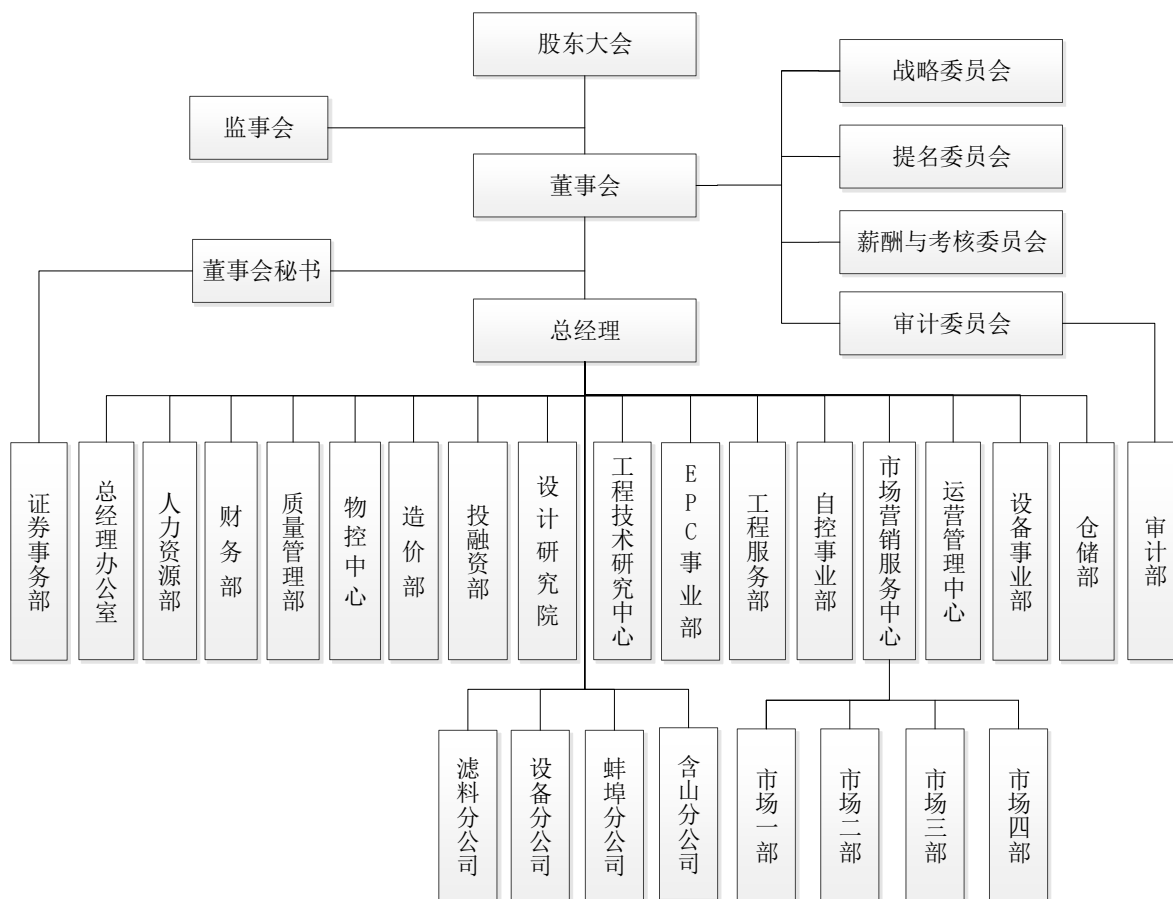 股东大会
战略委员会
监事会
提名委员会
董事会
薪酬与考核委员会
董事会秘书
总经理
审计委员会
证券事务部
总经理办公室
人力资源部
财务部
质量管理部
物控中心
造价部
投融资部
设计研究院
工程技术研究中心
EPC事业部
工程服务部
自控事业部
市场营销服务中心
运营管理中心
设备事业部
仓储部
审计部
滤料分公司
设备分公司
蚌埠分公司
含山分公司
市场一部
市场二部
市场三部
市场四部